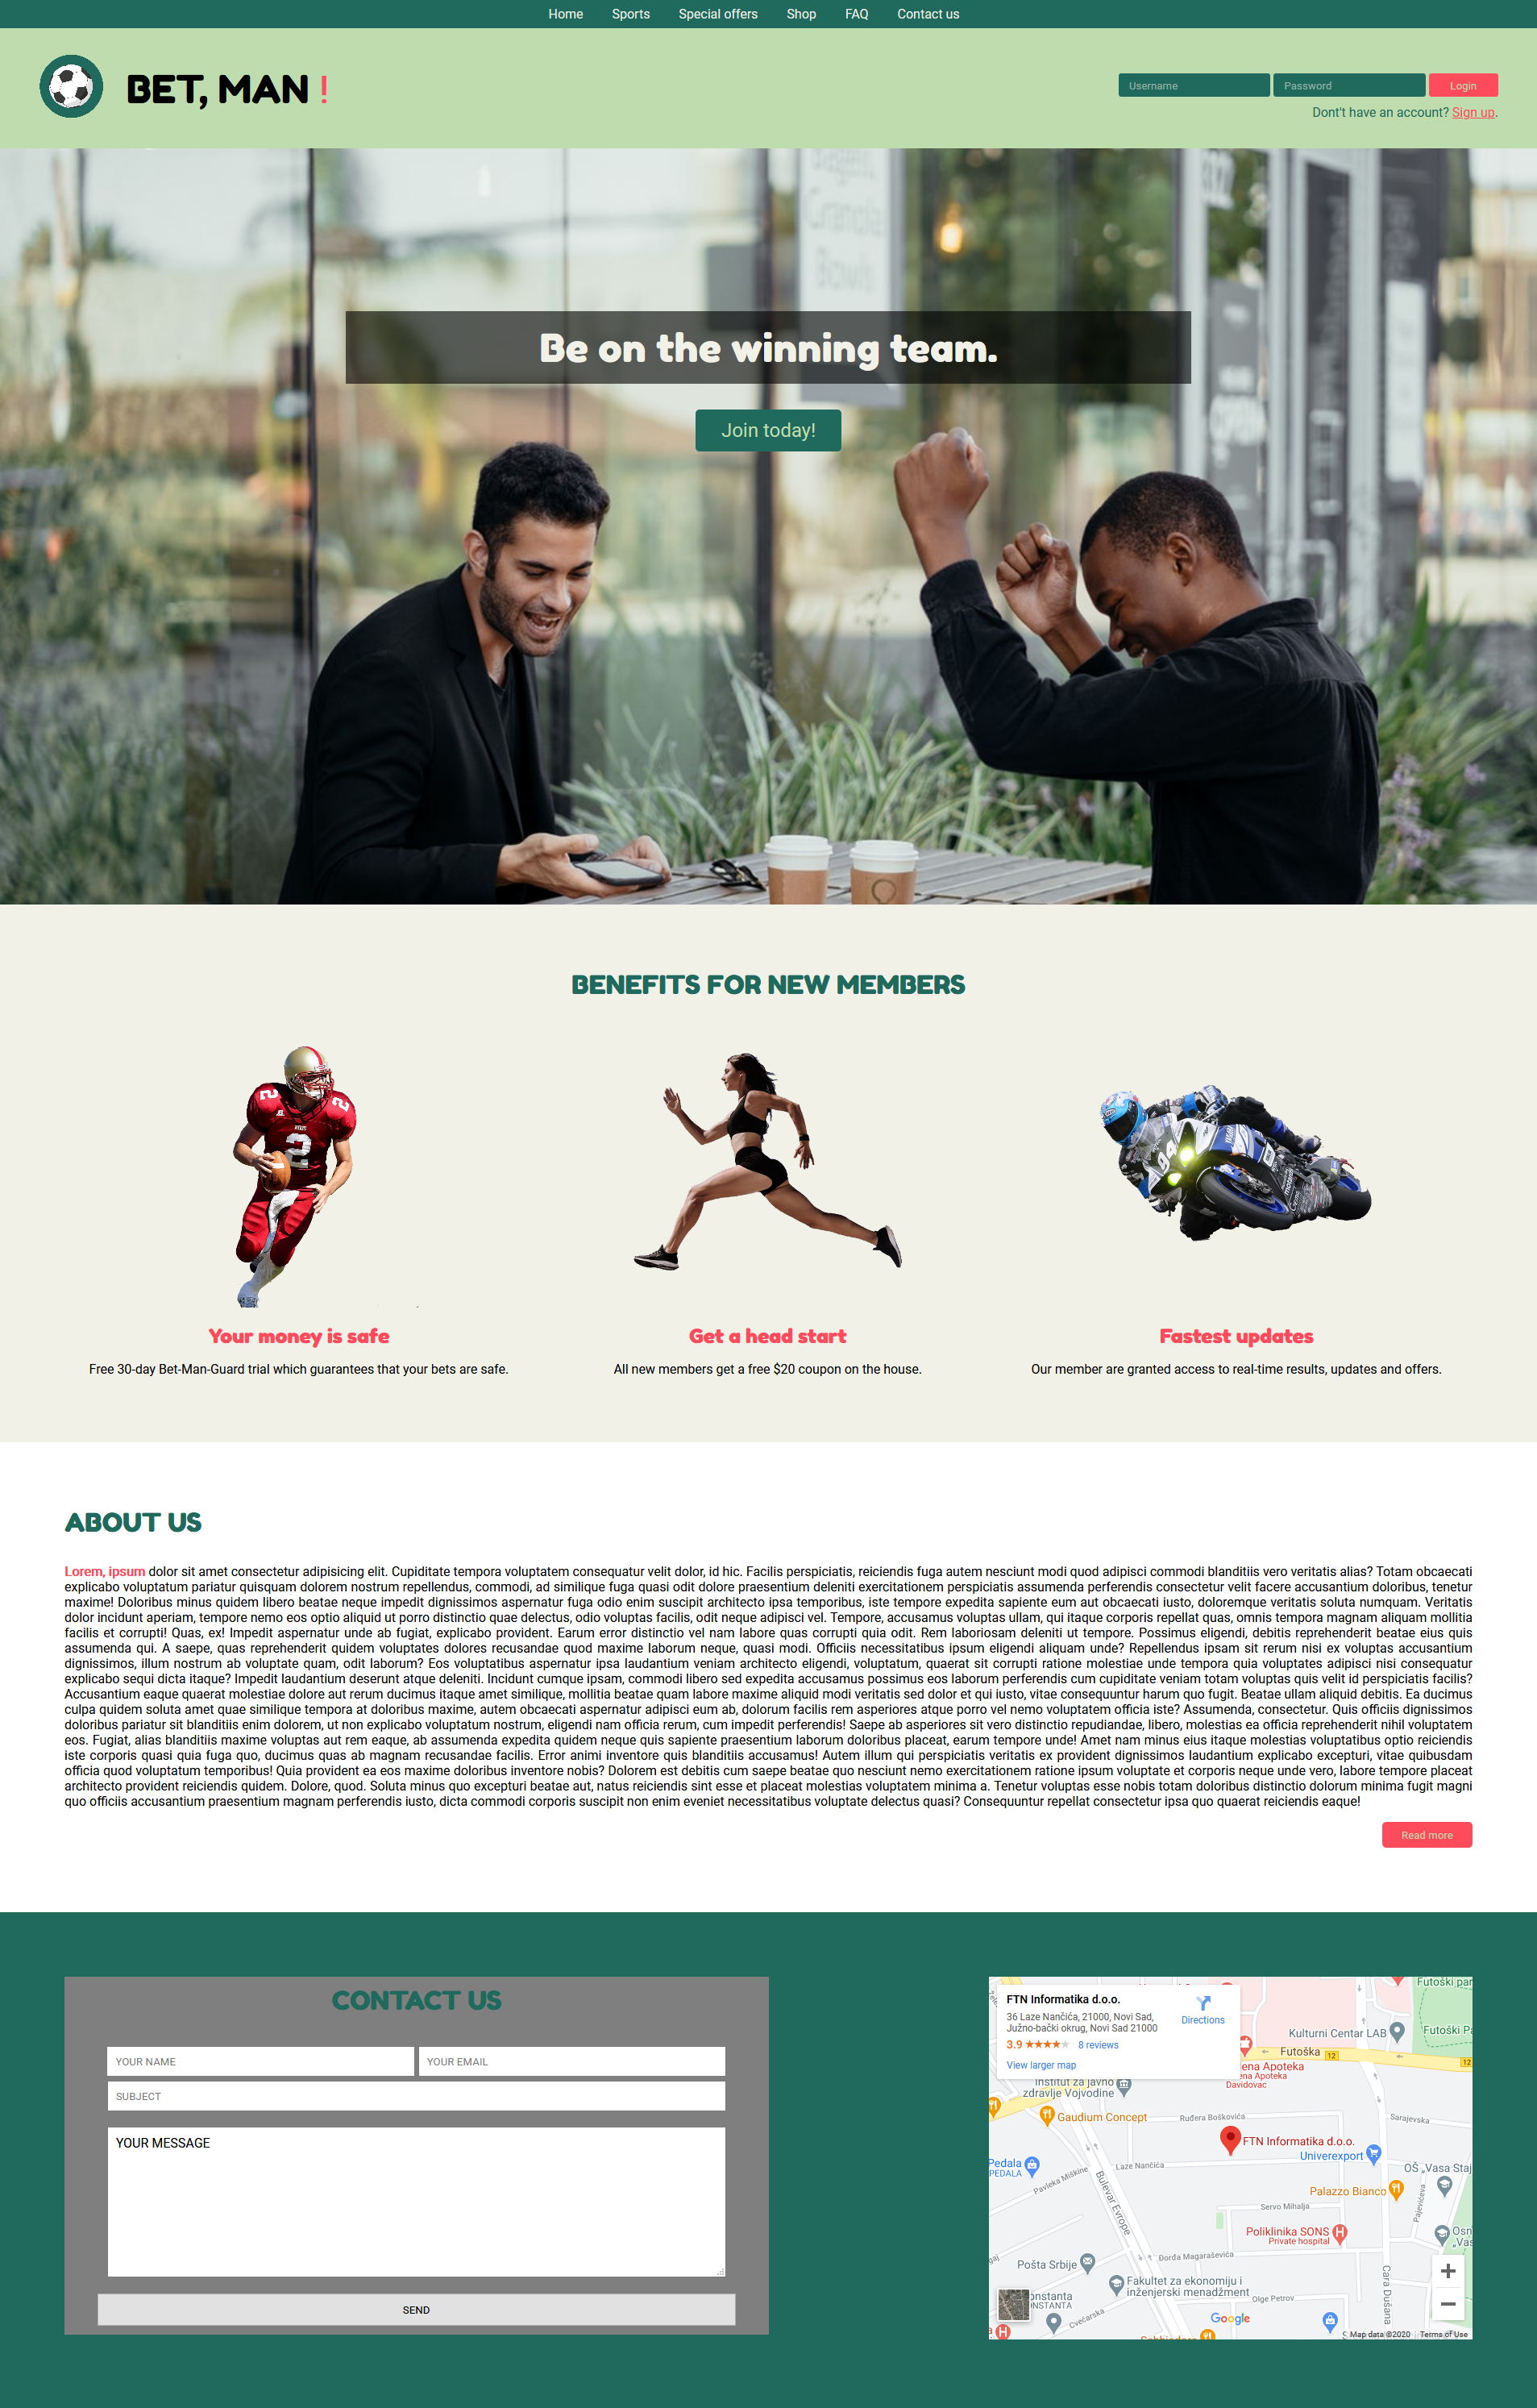 Home Sports Special offers Shop FAQ Contact us
BET, MAN !
Username Password Login
Dont't have an account? Sign up.
Granola
Bowls
Be on the winning team.
Join today!
BENEFITS FOR NEW MEMBERS
2 2
2
94
Your money is safe Get a head start Fastest updates
Free 30-day Bet-Man-Guard trial which guarantees that your bets are safe. All new members get a free $20 coupon on the house. Our member are granted access to real-time results, updates and offers.
ABOUT US
Lorem, ipsum dolor sit amet consectetur adipisicing elit. Cupiditate tempora voluptatem consequatur velit dolor, id hic. Facilis perspiciatis, reiciendis fuga autem nesciunt modi quod adipisci commodi blanditiis vero veritatis alias? Totam obcaecati
explicabo voluptatum pariatur quisquam dolorem nostrum repellendus, commodi, ad similique fuga quasi odit dolore praesentium deleniti exercitationem perspiciatis assumenda perferendis consectetur velit facere accusantium doloribus, tenetur
maxime! Doloribus minus quidem libero beatae neque impedit dignissimos aspernatur fuga odio enim suscipit architecto ipsa temporibus, iste tempore expedita sapiente eum aut obcaecati iusto, doloremque veritatis soluta numquam. Veritatis
dolor incidunt aperiam, tempore nemo eos optio aliquid ut porro distinctio quae delectus, odio voluptas facilis, odit neque adipisci vel. Tempore, accusamus voluptas ullam, qui itaque corporis repellat quas, omnis tempora magnam aliquam mollitia
facilis et corrupti! Quas, ex! Impedit aspernatur unde ab fugiat, explicabo provident. Earum error distinctio vel nam labore quas corrupti quia odit. Rem laboriosam deleniti ut tempore. Possimus eligendi, debitis reprehenderit beatae eius quis
assumenda qui. A saepe, quas reprehenderit quidem voluptates dolores recusandae quod maxime laborum neque, quasi modi. Officiis necessitatibus ipsum eligendi aliquam unde? Repellendus ipsam sit rerum nisi ex voluptas accusantium
dignissimos, illum nostrum ab voluptate quam, odit laborum? Eos voluptatibus aspernatur ipsa laudantium veniam architecto eligendi, voluptatum, quaerat sit corrupti ratione molestiae unde tempora quia voluptates adipisci nisi consequatur
explicabo sequi dicta itaque? Impedit laudantium deserunt atque deleniti. Incidunt cumque ipsam, commodi libero sed expedita accusamus possimus eos laborum perferendis cum cupiditate veniam totam voluptas quis velit id perspiciatis facilis?
Accusantium eaque quaerat molestiae dolore aut rerum ducimus itaque amet similique, mollitia beatae quam labore maxime aliquid modi veritatis sed dolor et qui iusto, vitae consequuntur harum quo fugit. Beatae ullam aliquid debitis. Ea ducimus
culpa quidem soluta amet quae similique tempora at doloribus maxime, autem obcaecati aspernatur adipisci eum ab, dolorum facilis rem asperiores atque porro vel nemo voluptatem officia iste? Assumenda, consectetur. Quis officiis dignissimos
doloribus pariatur sit blanditiis enim dolorem, ut non explicabo voluptatum nostrum, eligendi nam officia rerum, cum impedit perferendis! Saepe ab asperiores sit vero distinctio repudiandae, libero, molestias ea officia reprehenderit nihil voluptatem
eos. Fugiat, alias blanditiis maxime voluptas aut rem eaque, ab assumenda expedita quidem neque quis sapiente praesentium laborum doloribus placeat, earum tempore unde! Amet nam minus eius itaque molestias voluptatibus optio reiciendis
iste corporis quasi quia fuga quo, ducimus quas ab magnam recusandae facilis. Error animi inventore quis blanditiis accusamus! Autem illum qui perspiciatis veritatis ex provident dignissimos laudantium explicabo excepturi, vitae quibusdam
officia quod voluptatum temporibus! Quia provident ea eos maxime doloribus inventore nobis? Dolorem est debitis cum saepe beatae quo nesciunt nemo exercitationem ratione ipsum voluptate et corporis neque unde vero, labore tempore placeat
architecto provident reiciendis quidem. Dolore, quod. Soluta minus quo excepturi beatae aut, natus reiciendis sint esse et placeat molestias voluptatem minima a. Tenetur voluptas esse nobis totam doloribus distinctio dolorum minima fugit magni
quo officiis accusantium praesentium magnam perferendis iusto, dicta commodi corporis suscipit non enim eveniet necessitatibus voluptate delectus quasi? Consequuntur repellat consectetur ipsa quo quaerat reiciendis eaque!
Read more
CONTACT US
YOUR NAME YOUR EMAIL
SUBJECT
YOUR MESSAGE
SEND
FTN Informatika d.o.o.
36 Laze Nančića, 21000, Novi Sad,
Južno-bački okrug, Novi Sad 21000
3.9 8 reviews
View larger map
Directions
Futoški par
Kulturni Centar LAB
Futoški Pa
Futoška 12
12
ena Apoteka
ena Apoteka
Davidovac
Institut za javno
zdravlje Vojvodine
Gaudium Concept
Ruđera Boškovića
Sarajevska
FTN Informatika d.o.o.
Univerexport
Pedala
PEDALA
Pavleka Miškine
Laze Nančića
OŠ „Vasa Staj
Palazzo Bianco
Bulevar Evrope
Pajevićeva
Servo Mihalja
Poliklinika SONS
Private hospital
Osn
„Vas
Pošta Srbije
Đorđa Magaraševića
Fakultet za ekonomiju i
inženjerski menadžment
onstanta
ONSTANTA
Cvećarska
Olge Petrov
Cara Dušana
Google
Map data ©2020 Terms of Use